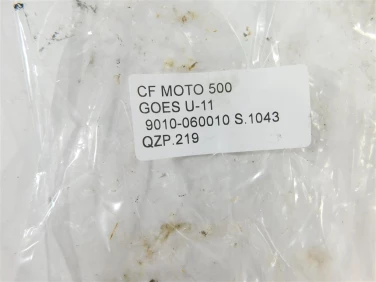 CF MOTO 500
GOES U-11
9010-060010 S.1043
QZP.219